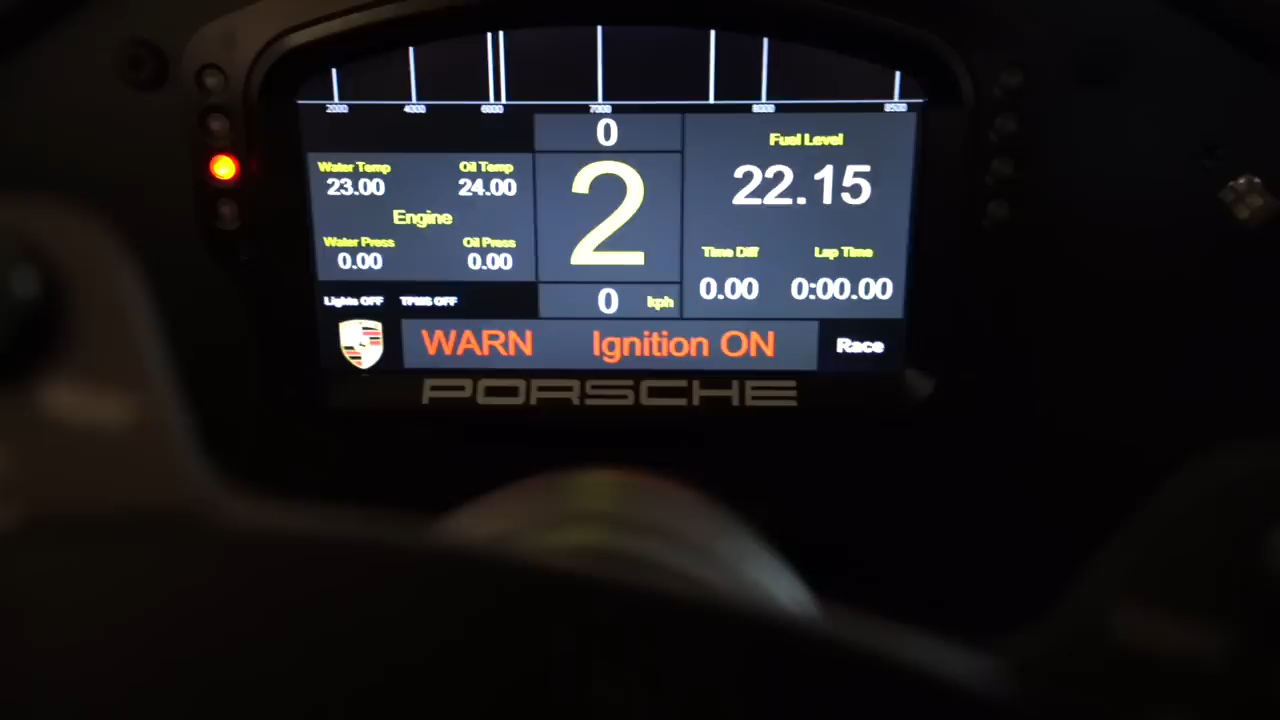 2000 4000 6000 7000 8000 8500
0
Fuel Level
Water Temp Oil Temp
23.00 24.00
2
22.15
Engine
Water Press Oil Press
0.00 0.00
Time Diff Lap Time
0.00 0:00.00
Lights OFF TPMS OFF
0 kph
WARN Ignition ON
Race
PORSCHE